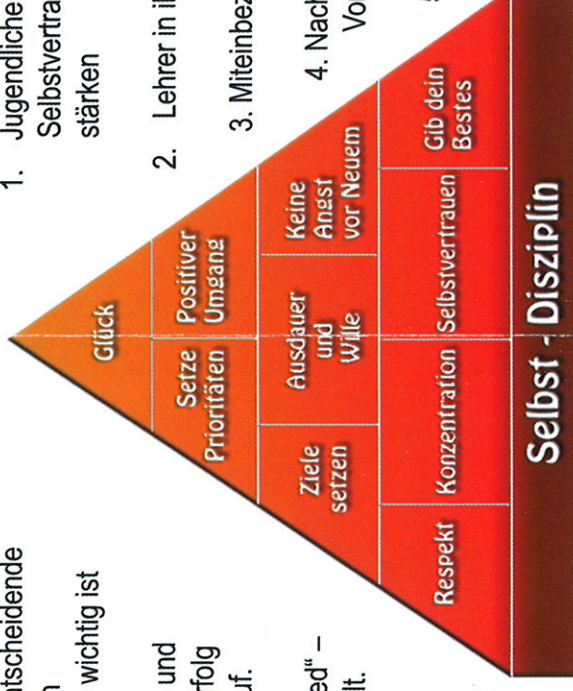 tscheidende
wichtig ist
und
rfolg
uf.
ed“ –
lt.
Glück
Setze
Prioritäten
Positiver
Umgang
Ziele
setzen
Ausdauer
und
Wille
Keine
Angst
vor Neuem
Respekt
Konzentration
Selbstvertrauen
Gib dein
Bestes
Selbst - Disziplin
1. Jugendliche
Selbstvertra
stärken
2. Lehrer in
3. Miteinbez
4. Nach
Vo